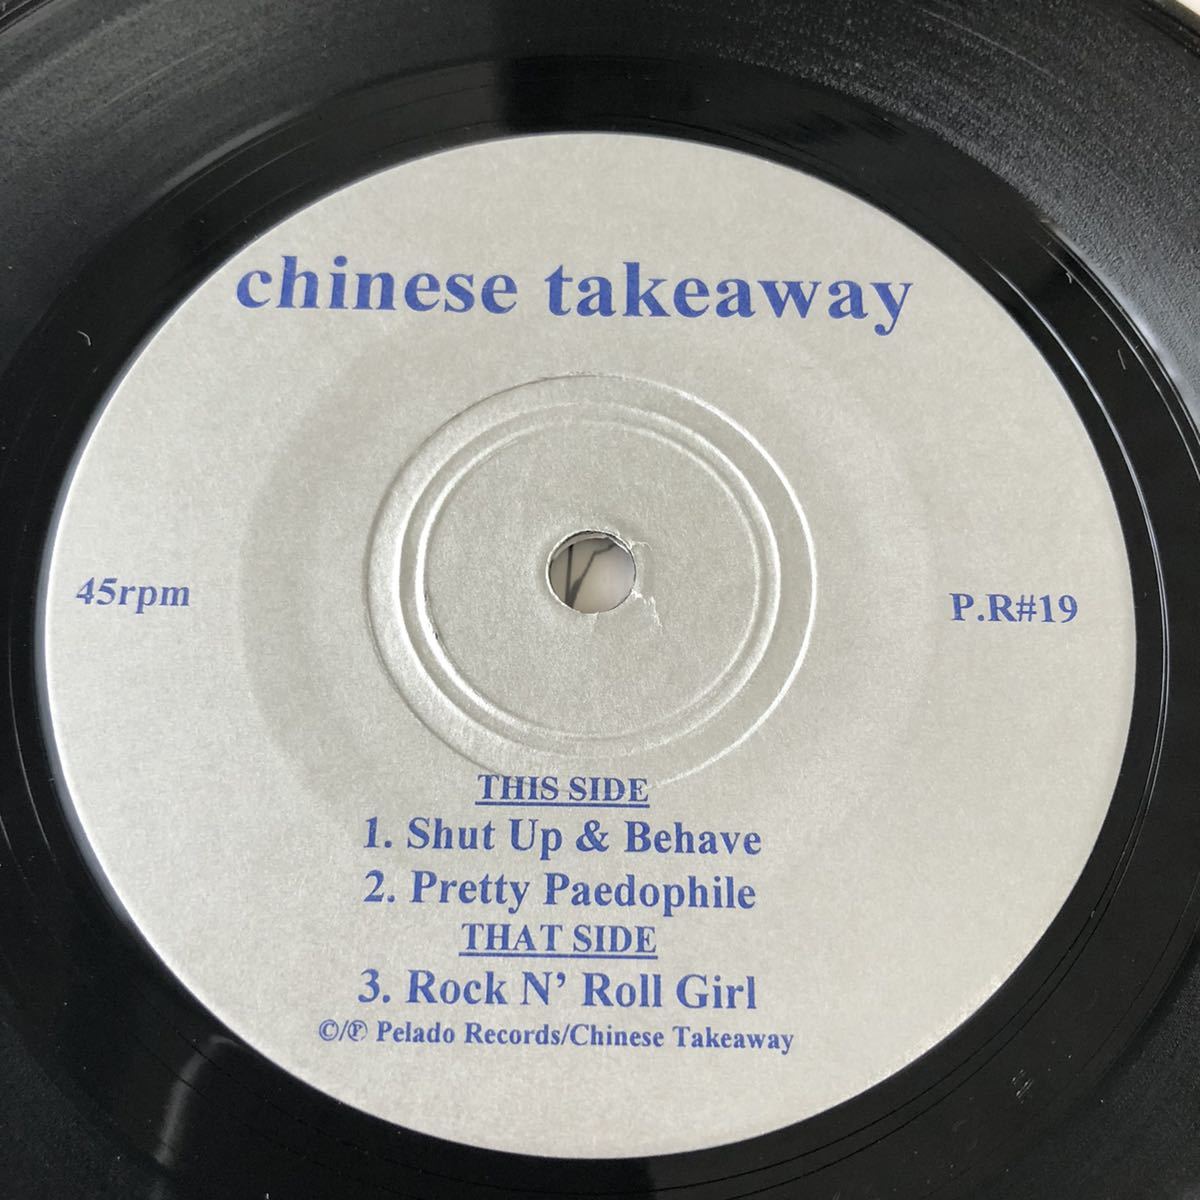 chinese takeaway
45rpm
P.R#19
THIS SIDE
1. Shut Up & Behave
2. Pretty Paedophile
THAT SIDE
3. Rock N’ Roll Girl
©/℗ Pelado Records/Chinese Takeaway